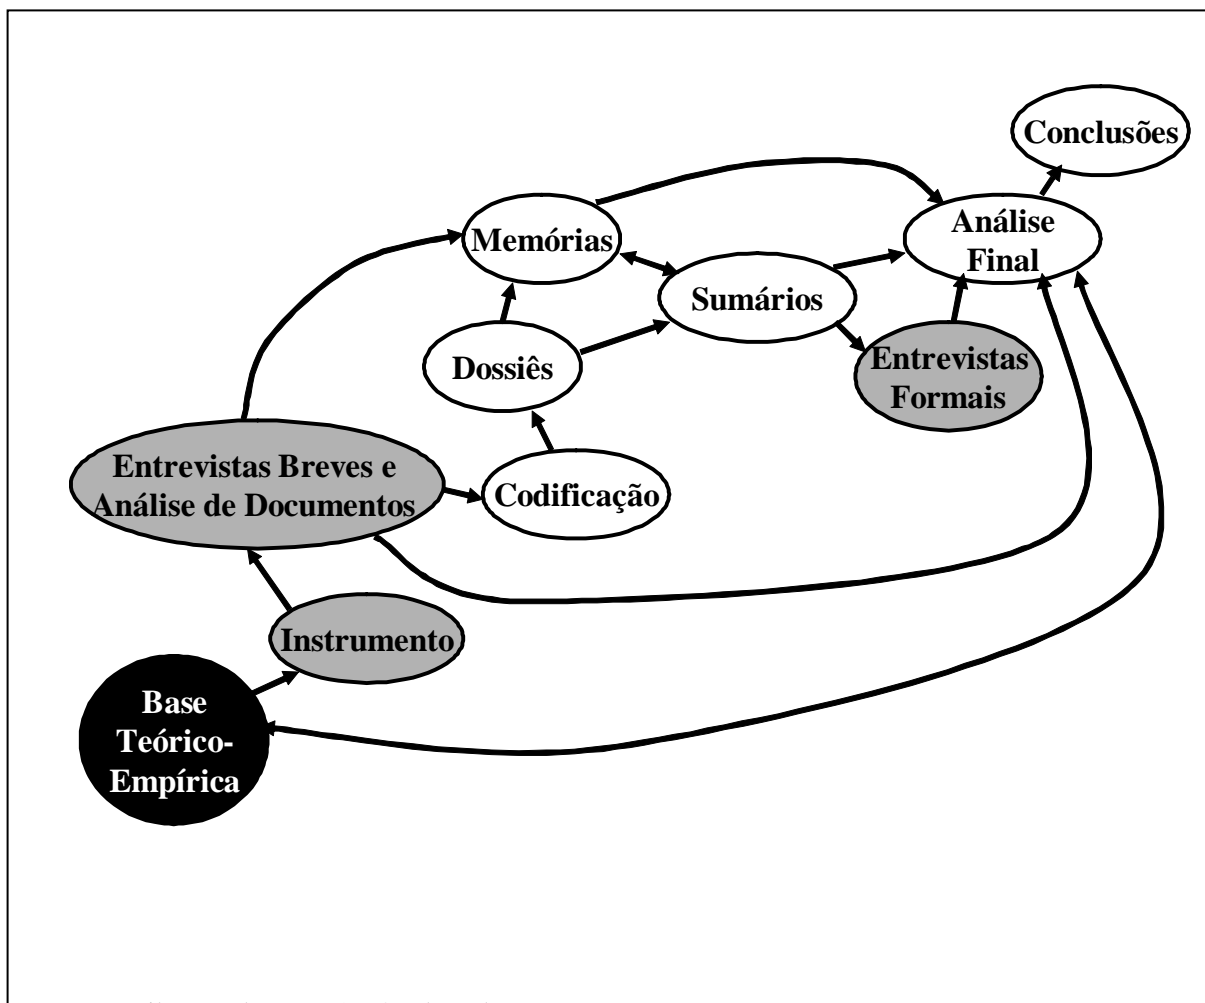 Conclusões
Análise
Final
Memórias
Sumários
Entrevistas
Formais
Dossiês
Entrevistas Breves e
Análise de Documentos
Codificação
Instrumento
Base
Teórico-
Empírica